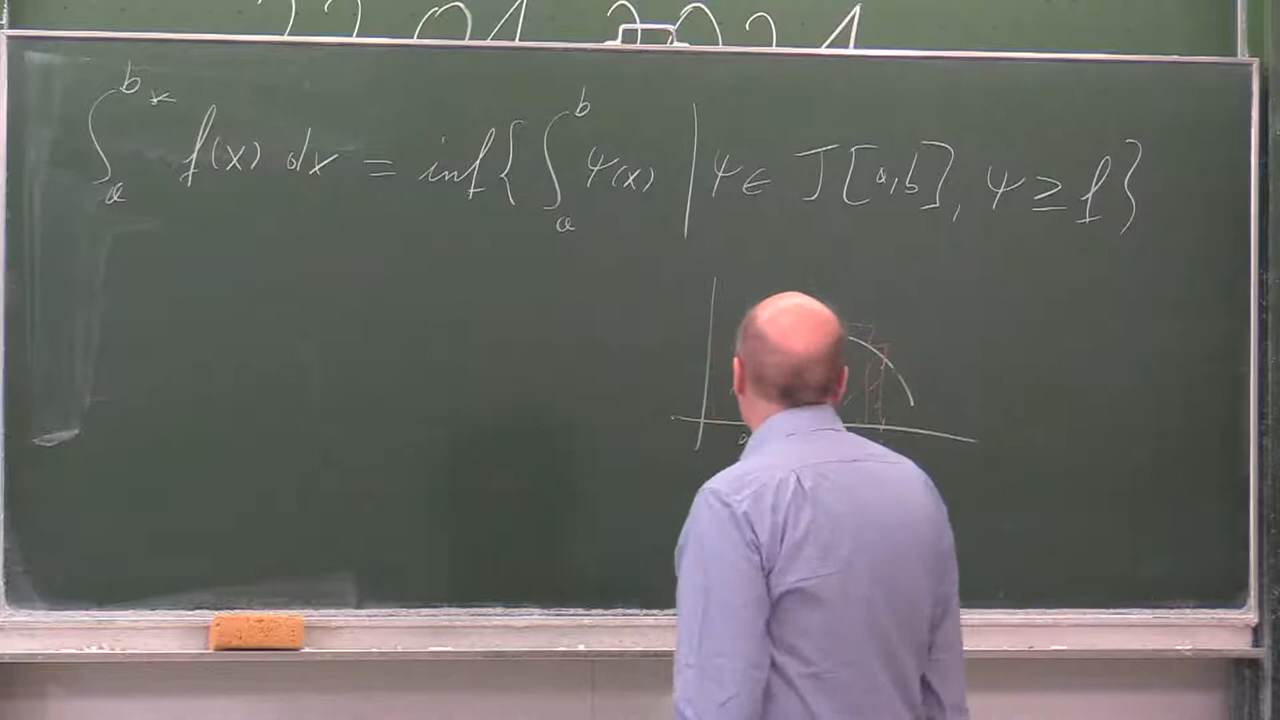 ∫_a^{b *} f(x) dx = inf{ ∫_a^b ψ(x) | ψ ∈ J[a,b], ψ ≥ f }
a